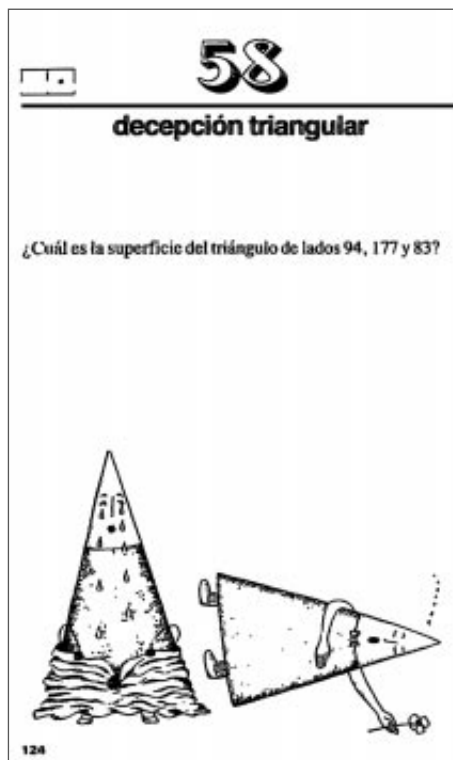 58
decepción triangular
¿Cuál es la superficie del triángulo de lados 94, 177 y 83?
124